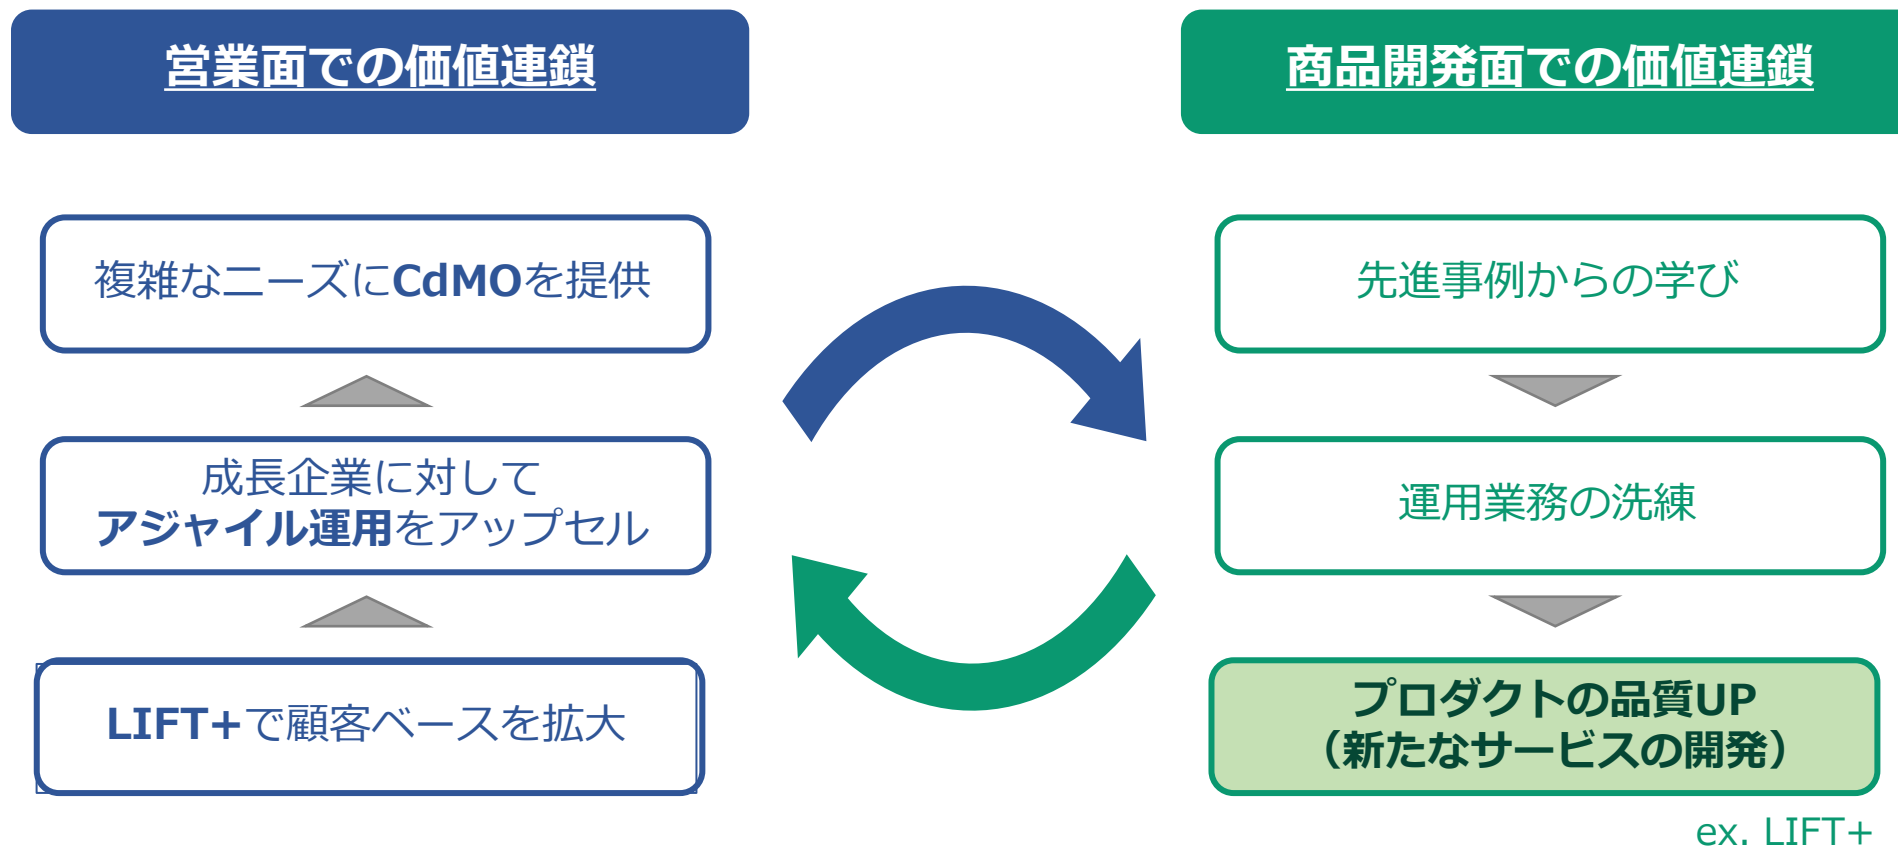 営業面での価値連鎖
複雑なニーズにCdMOを提供
成長企業に対して
アジャイル運用をアップセル
LIFT+で顧客ベースを拡大
商品開発面での価値連鎖
先進事例からの学び
運用業務の洗練
プロダクトの品質UP
（新たなサービスの開発）
ex. LIFT+